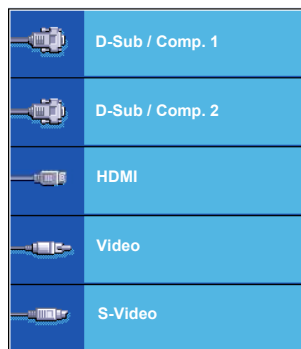 D-Sub / Comp. 1
D-Sub / Comp. 2
HDMI
Video
S-Video